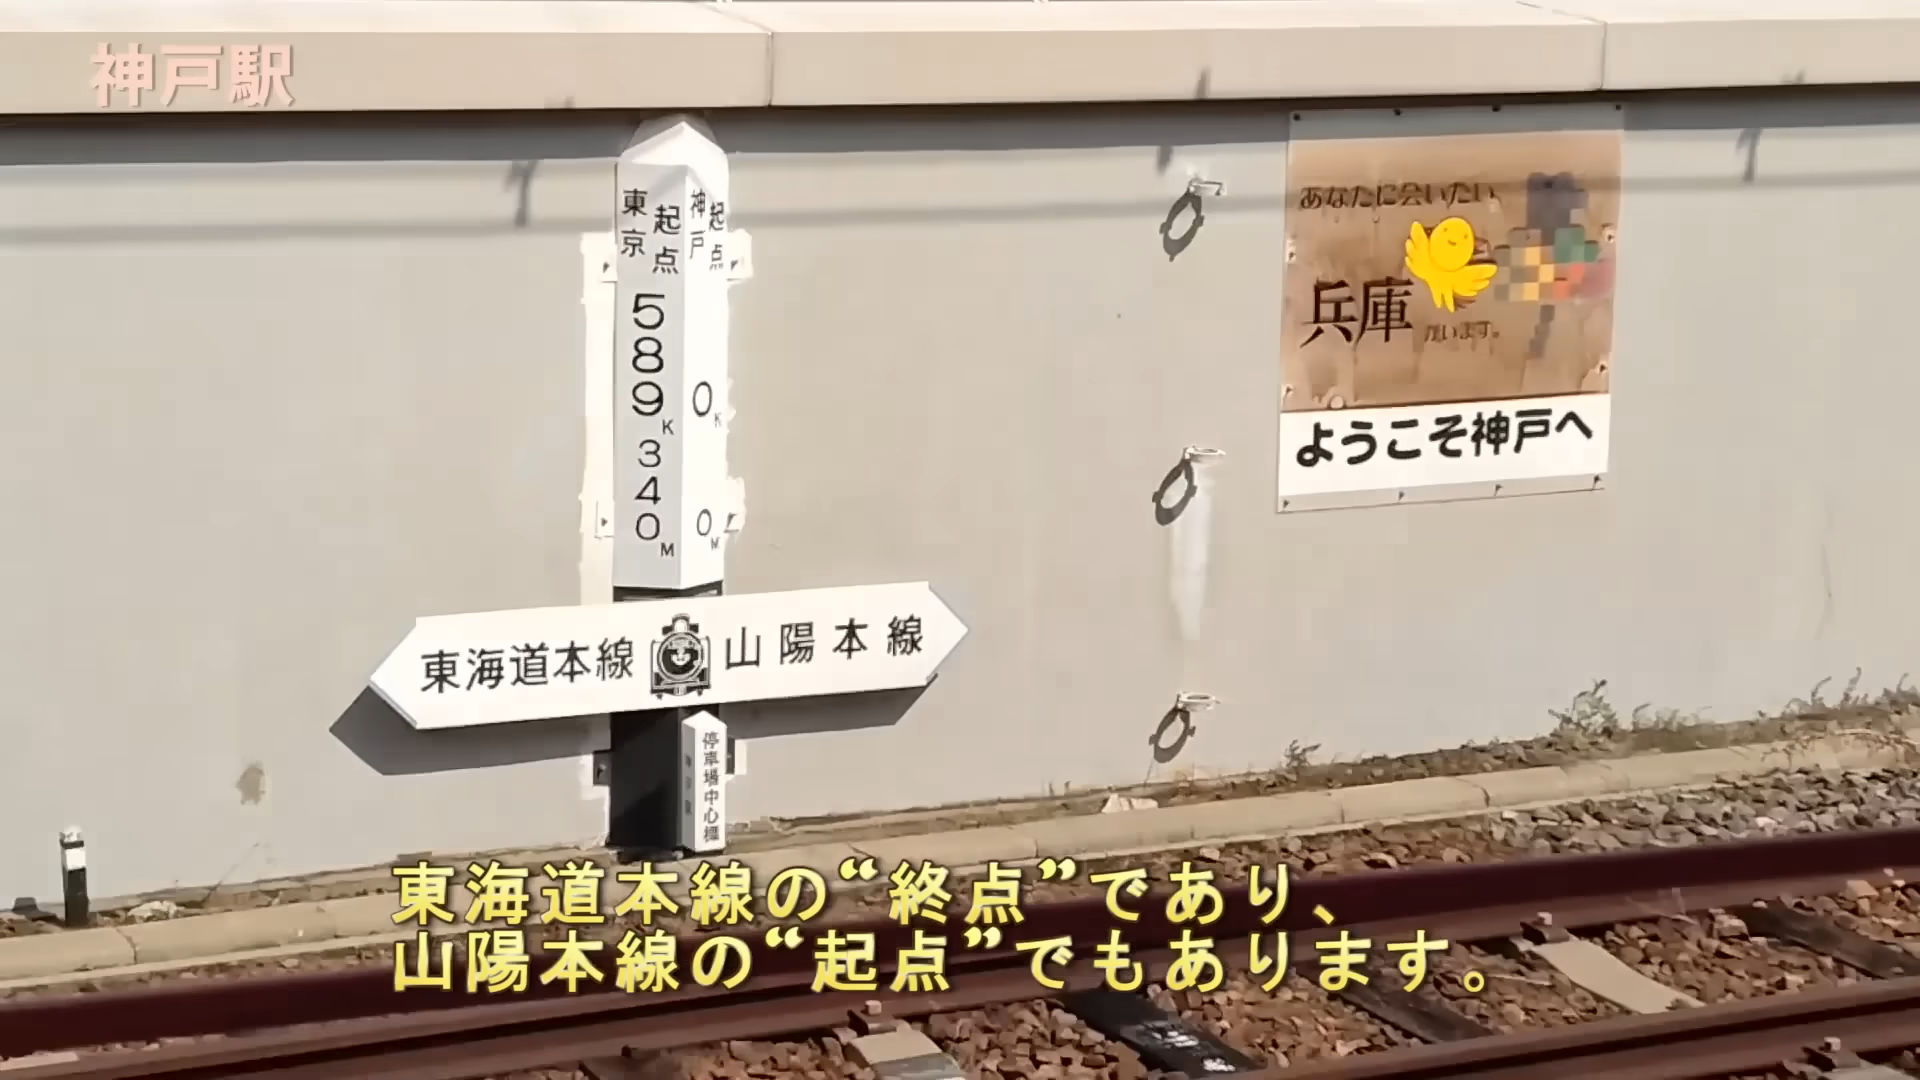 神戸駅
東京
起点
589K340M
神戸
起点
0K0M
あなたに会いたい
兵庫
ようこそ神戸へ
東海道本線
山陽本線
停車場中心標
東海道本線の“終点”であり、
山陽本線の“起点”でもあります。